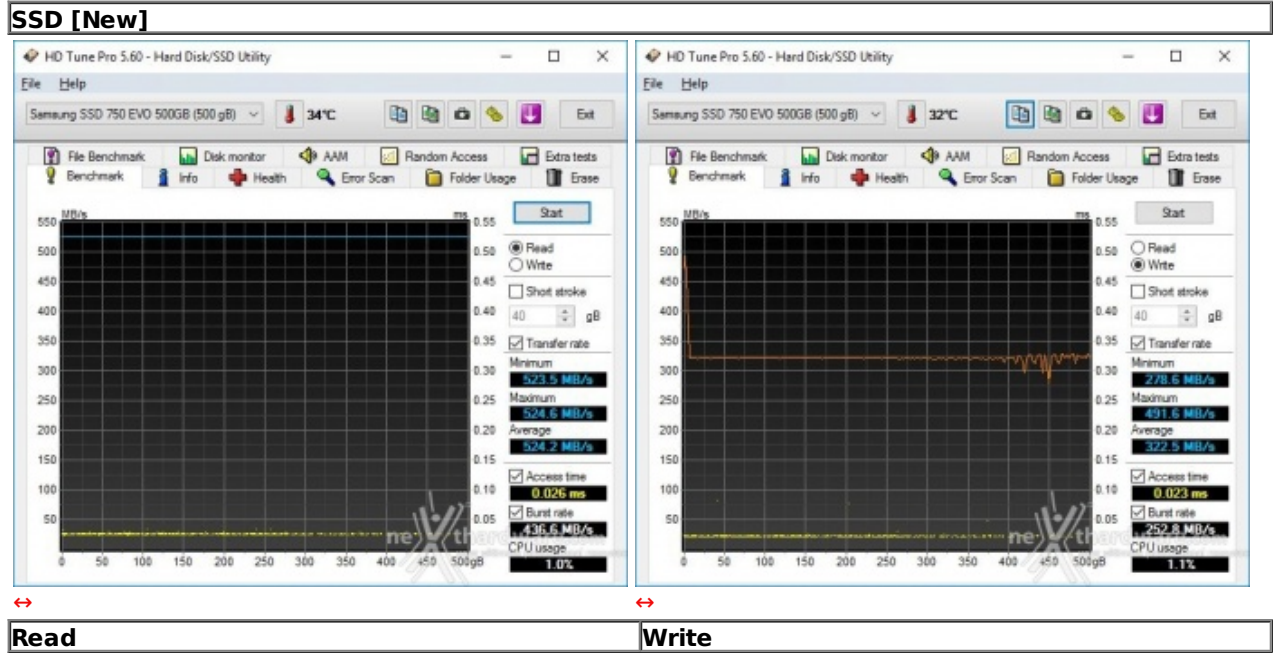 SSD [New]
HD Tune Pro 5.60 - Hard Disk/SSD Utility
File Help
Samsung SSD 750 EVO 500GB (500 gB) 34°C Exit
File Benchmark Disk monitor AAM Random Access Extra tests
Benchmark Info Health Error Scan Folder Usage Erase
MB/s ms
550 0.55
500 0.50
450 0.45
400 0.40
350 0.35
300 0.30
250 0.25
200 0.20
150 0.15
100 0.10
50 0.05
0 50 100 150 200 250 300 350 400 450 500gB
Start
Read
Write
Short stroke
40 gB
Transfer rate
Minimum
523.5 MB/s
Maximum
524.6 MB/s
Average
524.2 MB/s
Access time
0.026 ms
Burst rate
436.6 MB/s
CPU usage
1.0%
HD Tune Pro 5.60 - Hard Disk/SSD Utility
File Help
Samsung SSD 750 EVO 500GB (500 gB) 32°C Exit
File Benchmark Disk monitor AAM Random Access Extra tests
Benchmark Info Health Error Scan Folder Usage Erase
MB/s ms
550 0.55
500 0.50
450 0.45
400 0.40
350 0.35
300 0.30
250 0.25
200 0.20
150 0.15
100 0.10
50 0.05
0 50 100 150 200 250 300 350 400 450 500gB
Start
Read
Write
Short stroke
40 gB
Transfer rate
Minimum
278.6 MB/s
Maximum
491.6 MB/s
Average
322.5 MB/s
Access time
0.023 ms
Burst rate
252.8 MB/s
CPU usage
1.1%
Read Write